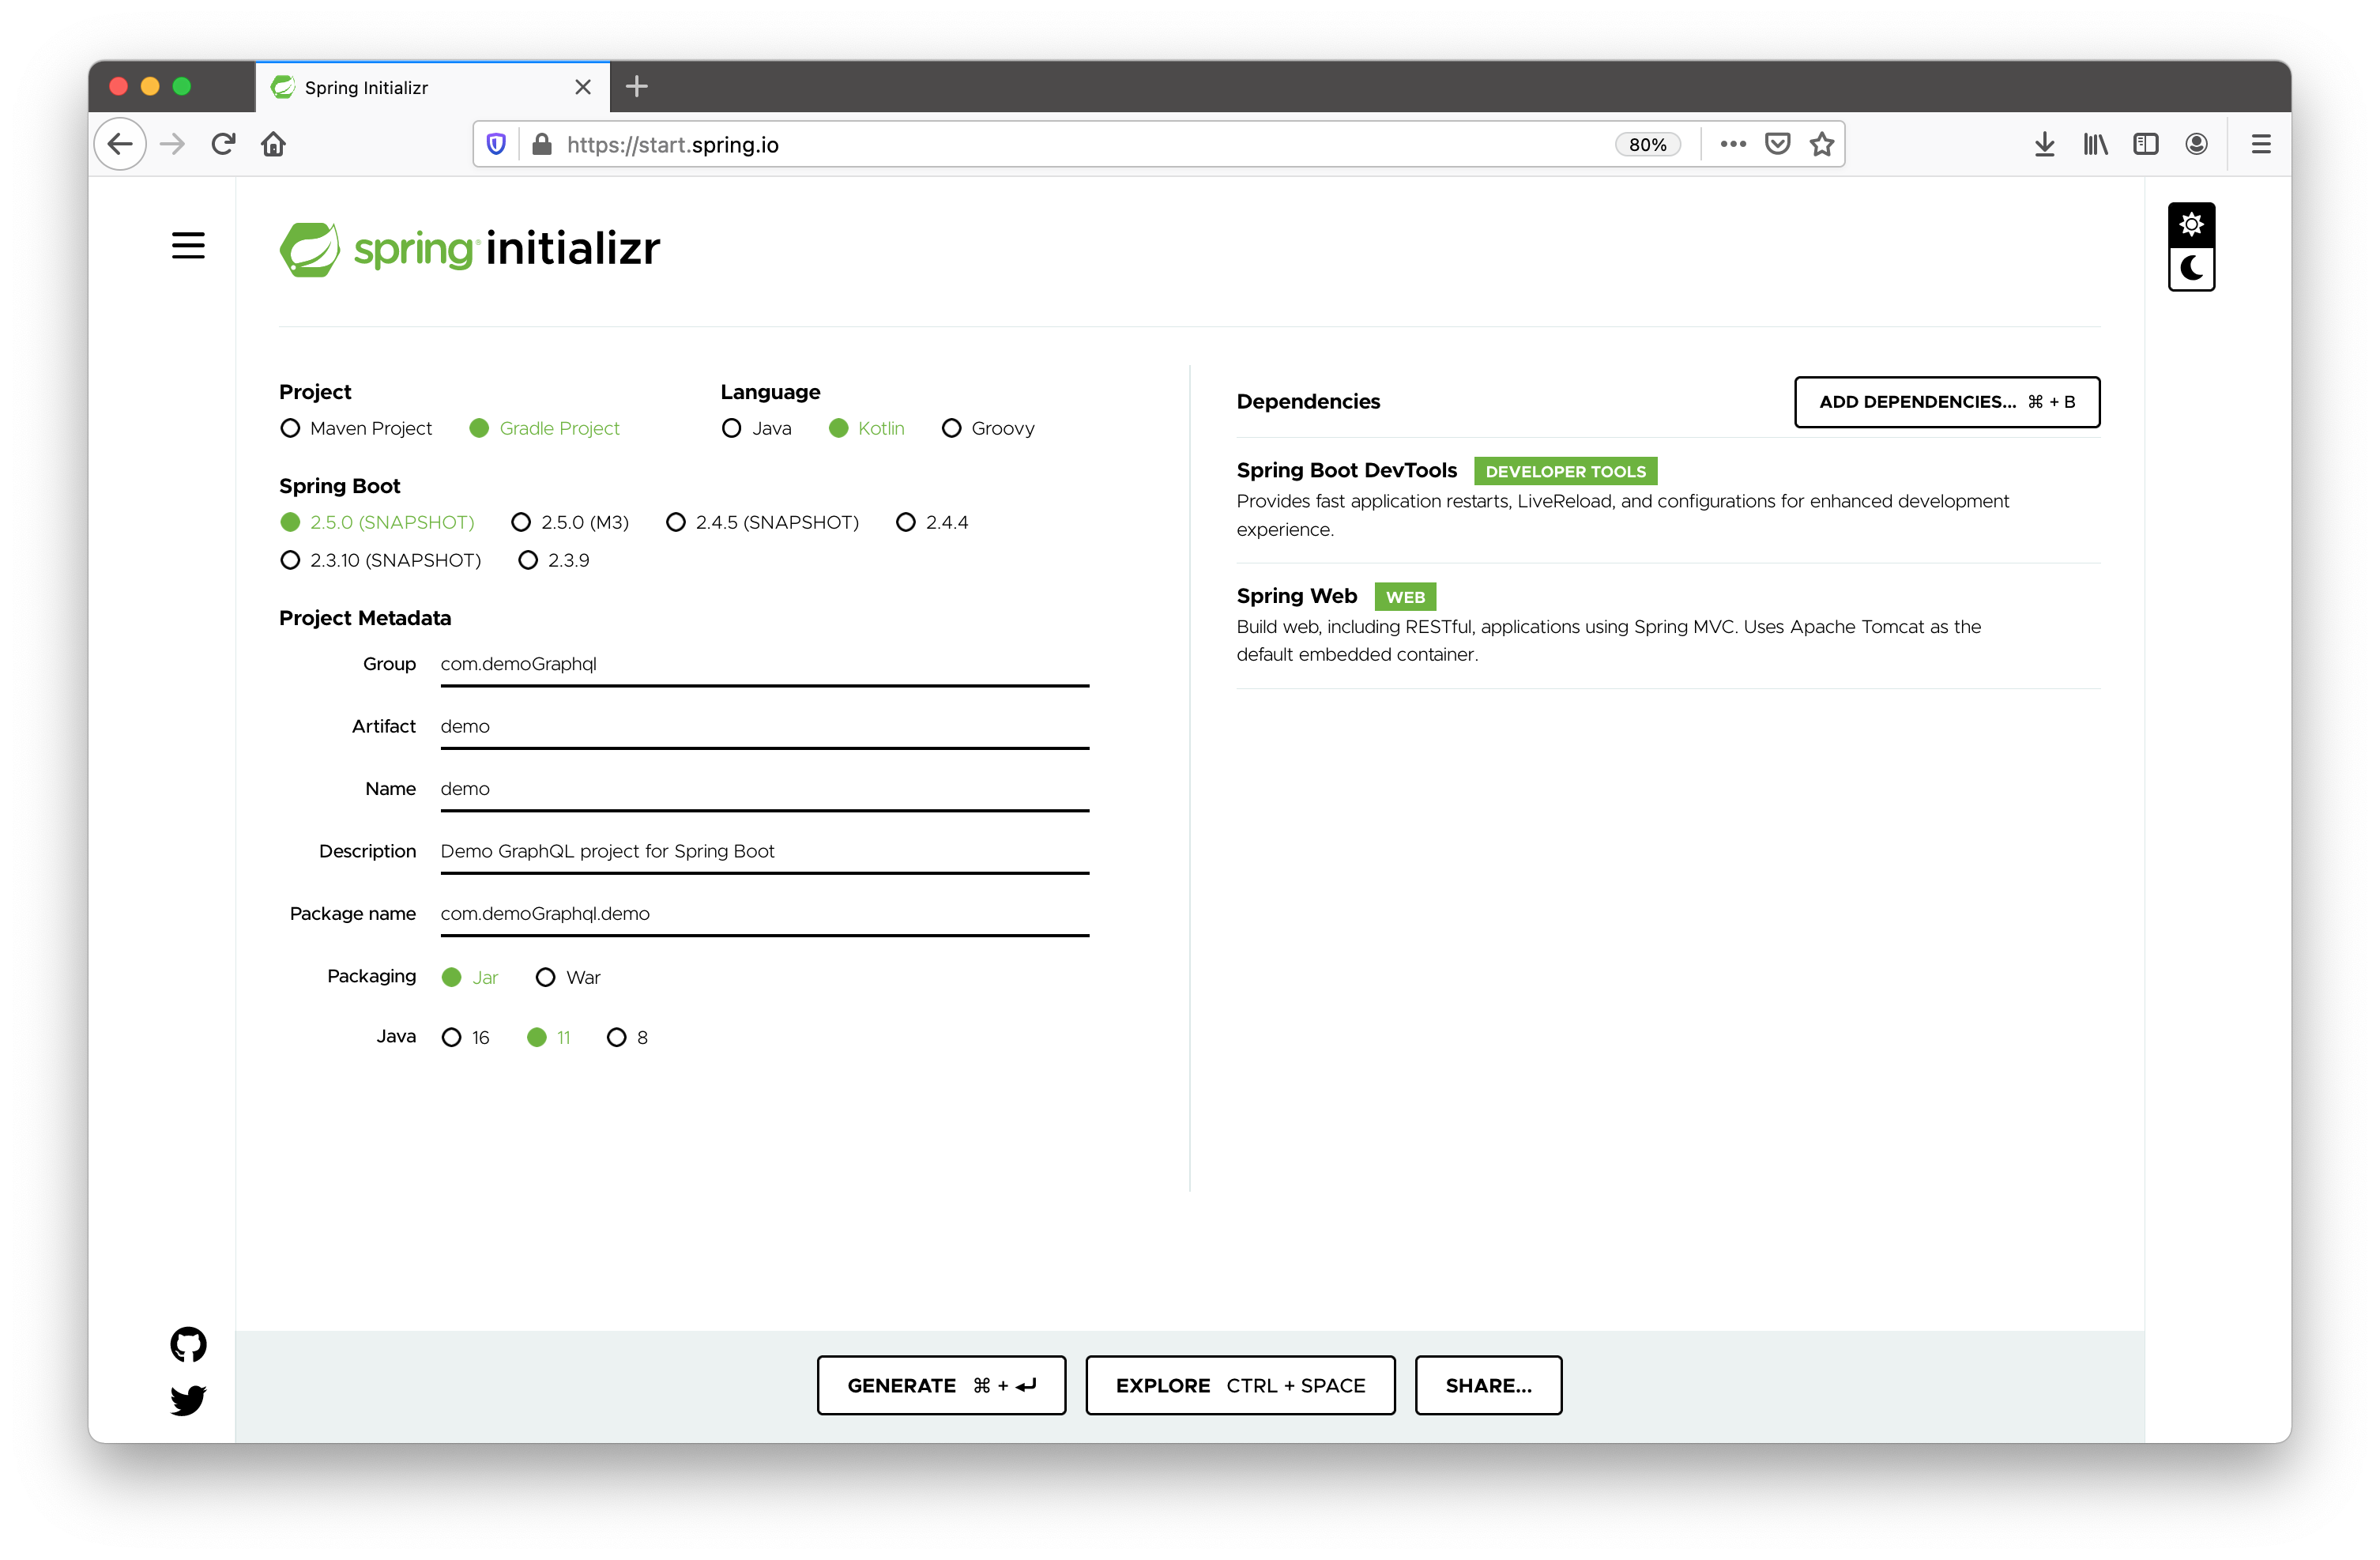 Spring Initializr
https://start.spring.io
80%
spring initializr
Project
Maven Project Gradle Project
Language
Java Kotlin Groovy
Spring Boot
2.5.0 (SNAPSHOT) 2.5.0 (M3) 2.4.5 (SNAPSHOT) 2.4.4
2.3.10 (SNAPSHOT) 2.3.9
Project Metadata
Group com.demoGraphql
Artifact demo
Name demo
Description Demo GraphQL project for Spring Boot
Package name com.demoGraphql.demo
Packaging Jar War
Java 16 11 8
Dependencies
ADD DEPENDENCIES... ⌘ + B
Spring Boot DevTools DEVELOPER TOOLS
Provides fast application restarts, LiveReload, and configurations for enhanced development
experience.
Spring Web WEB
Build web, including RESTful, applications using Spring MVC. Uses Apache Tomcat as the
default embedded container.
GENERATE ⌘ + ↵
EXPLORE CTRL + SPACE
SHARE...